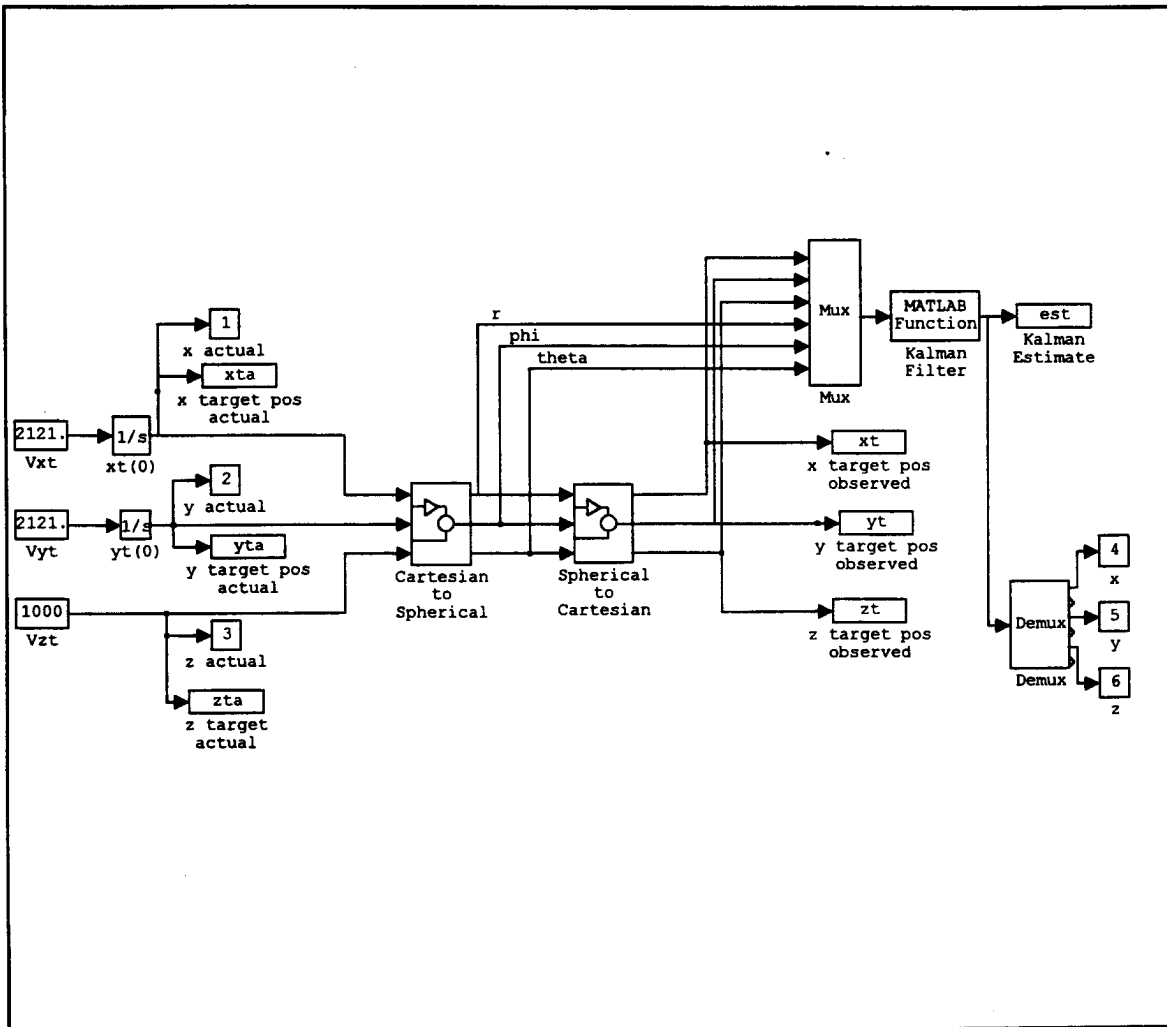 Mux
r
phi
theta
MATLAB
Function
Kalman
Filter
est
Kalman
Estimate
Mux
1
x actual
xta
x target pos
actual
2121.
Vxt
1/s
xt(0)
xt
x target pos
observed
2
y actual
2121.
Vyt
1/s
yt(0)
yta
y target pos
actual
Cartesian
to
Spherical
Spherical
to
Cartesian
yt
y target pos
observed
1000
Vzt
3
z actual
zta
z target
actual
zt
z target pos
observed
Demux
Demux
4
x
5
y
6
z